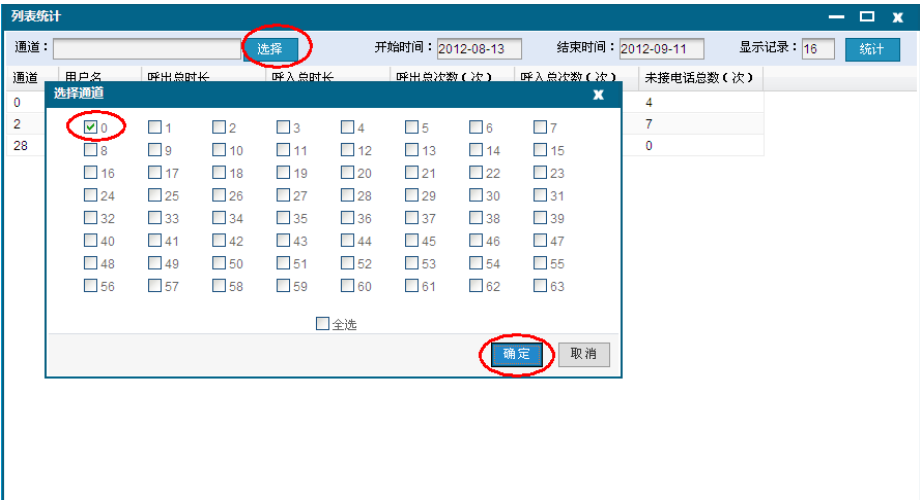 列表统计
通道： 选择 开始时间：2012-08-13 结束时间：2012-09-11 显示记录：16 统计
通道 用户名 呼出总时长 呼入总时长 呼出总次数(次) 呼入总次数(次) 未接电话总数(次)
选择通道
0 4
2 7
28 0
0 1 2 3 4 5 6 7
8 9 10 11 12 13 14 15
16 17 18 19 20 21 22 23
24 25 26 27 28 29 30 31
32 33 34 35 36 37 38 39
40 41 42 43 44 45 46 47
48 49 50 51 52 53 54 55
56 57 58 59 60 61 62 63
全选
确定 取消